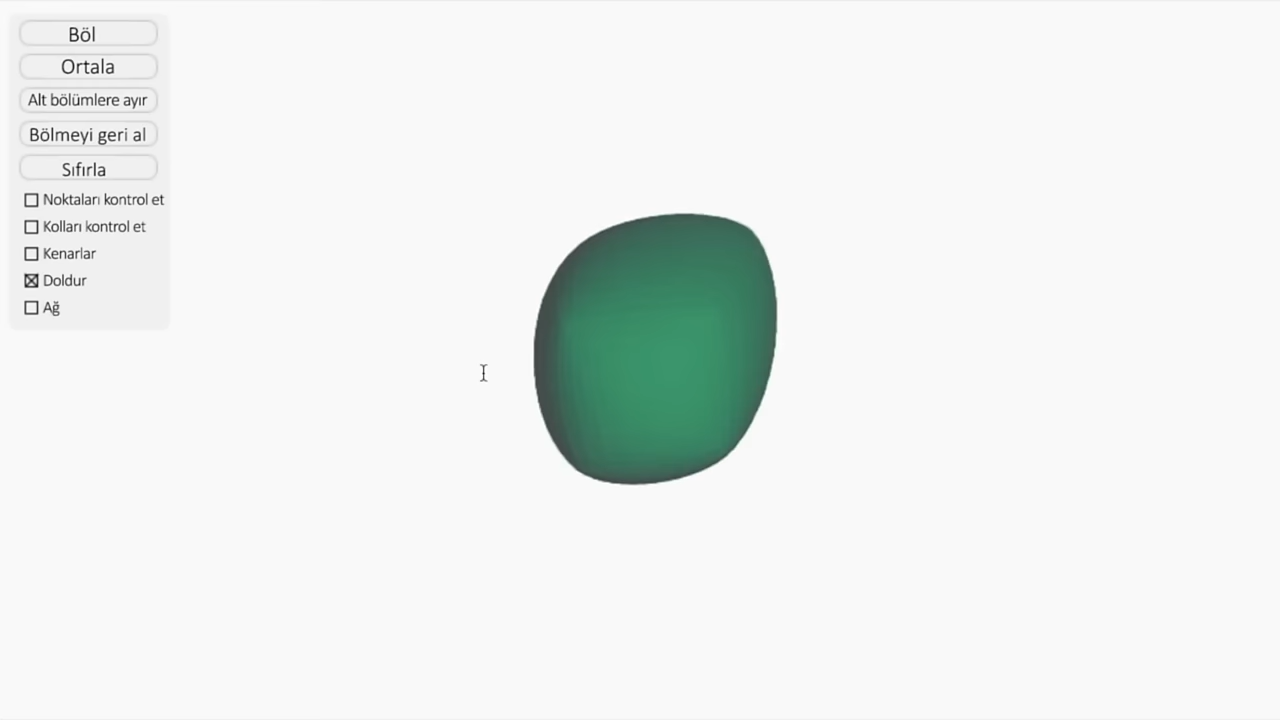 Böl
Ortala
Alt bölümlere ayır
Bölmeyi geri al
Sıfırla
Noktaları kontrol et
Kolları kontrol et
Kenarlar
Doldur
Ağ